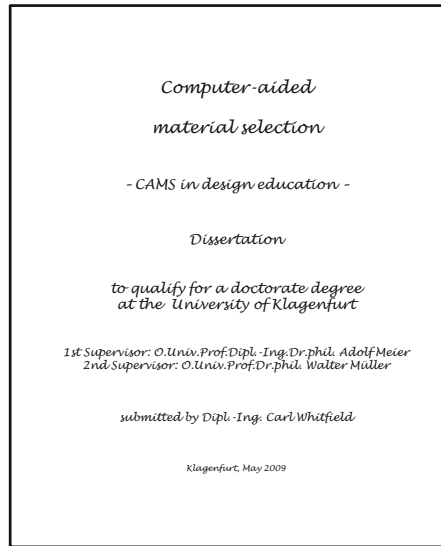 Computer-aided
material selection
- CAMS in design education -
Dissertation
to qualify for a doctorate degree
at the University of Klagenfurt
1st Supervisor: O.Univ.Prof.Dipl.-Ing.Dr.phil. Adolf Meier
2nd Supervisor: O.Univ.Prof.Dr.phil. Walter Müller
submitted by Dipl.-Ing. Carl Whitfield
Klagenfurt, May 2009